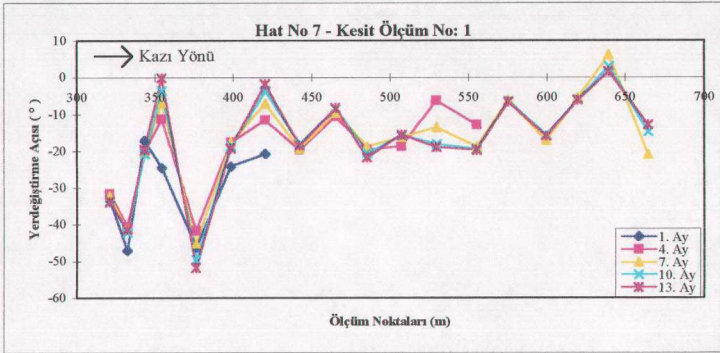 Hat No 7 - Kesit Ölçüm No: 1
Kazı Yönü
Yerdeğiştirme Açısı ( ° )
10
0
-10
-20
-30
-40
-50
-60
300
350
400
450
500
550
600
650
700
1. Ay
4. Ay
7. Ay
10. Ay
13. Ay
Ölçüm Noktaları (m)